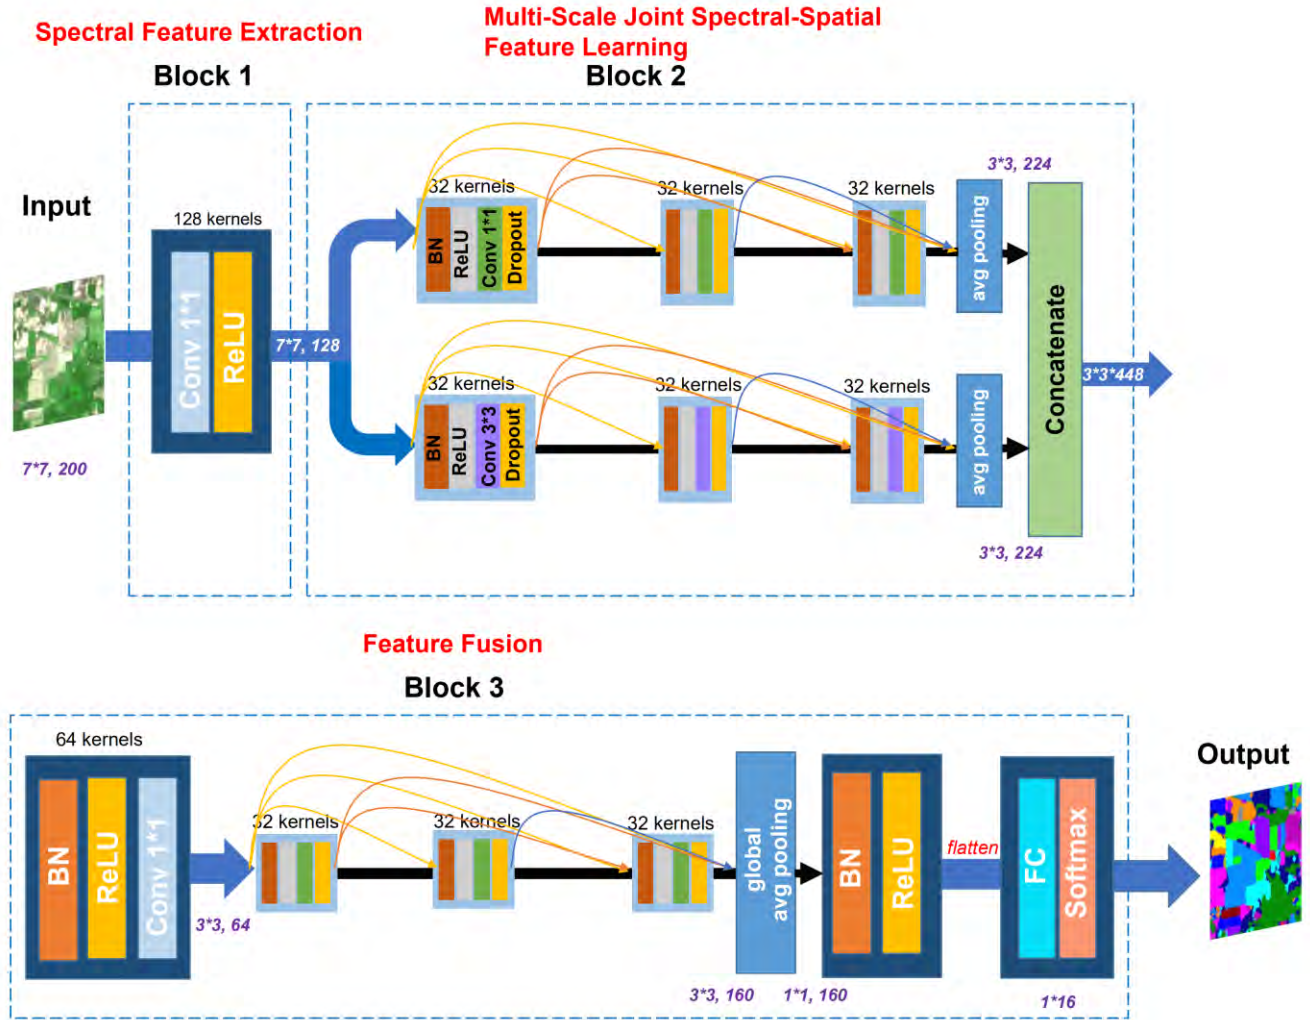 Spectral Feature Extraction
Block 1
Multi-Scale Joint Spectral-Spatial
Feature Learning
Block 2
Input
7*7, 200
128 kernels
Conv 1*1
ReLU
7*7, 128
32 kernels
BN
ReLU
Conv 1*1
Dropout
32 kernels
32 kernels
avg pooling
3*3, 224
32 kernels
BN
ReLU
Conv 3*3
Dropout
32 kernels
32 kernels
avg pooling
3*3, 224
Concatenate
3*3*448
Feature Fusion
Block 3
64 kernels
BN
ReLU
Conv 1*1
3*3, 64
32 kernels
32 kernels
32 kernels
global
avg pooling
3*3, 160
1*1, 160
BN
ReLU
flatten
FC
Softmax
1*16
Output